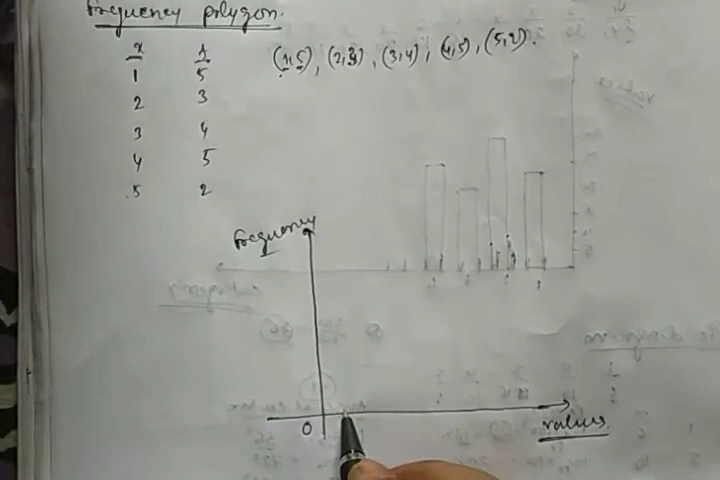 frequency polygon.
x f (1,5), (2,3), (3,4), (4,5), (5,2).
1 5
2 3
3 4
4 5
5 2
frequency
0
values